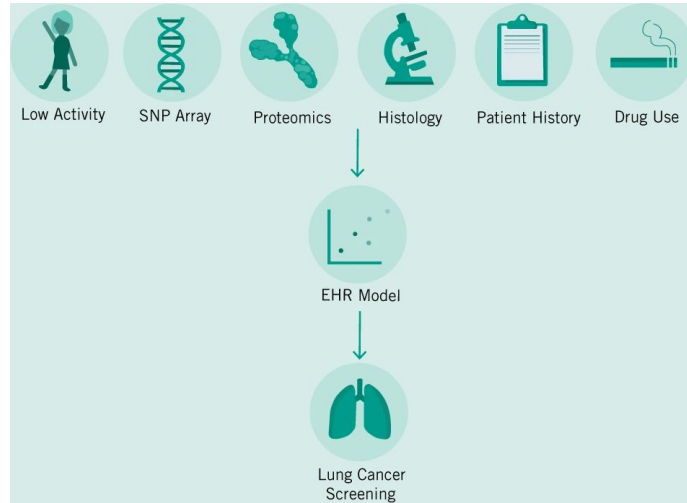 Low Activity
SNP Array
Proteomics
Histology
Patient History
Drug Use
EHR Model
Lung Cancer
Screening